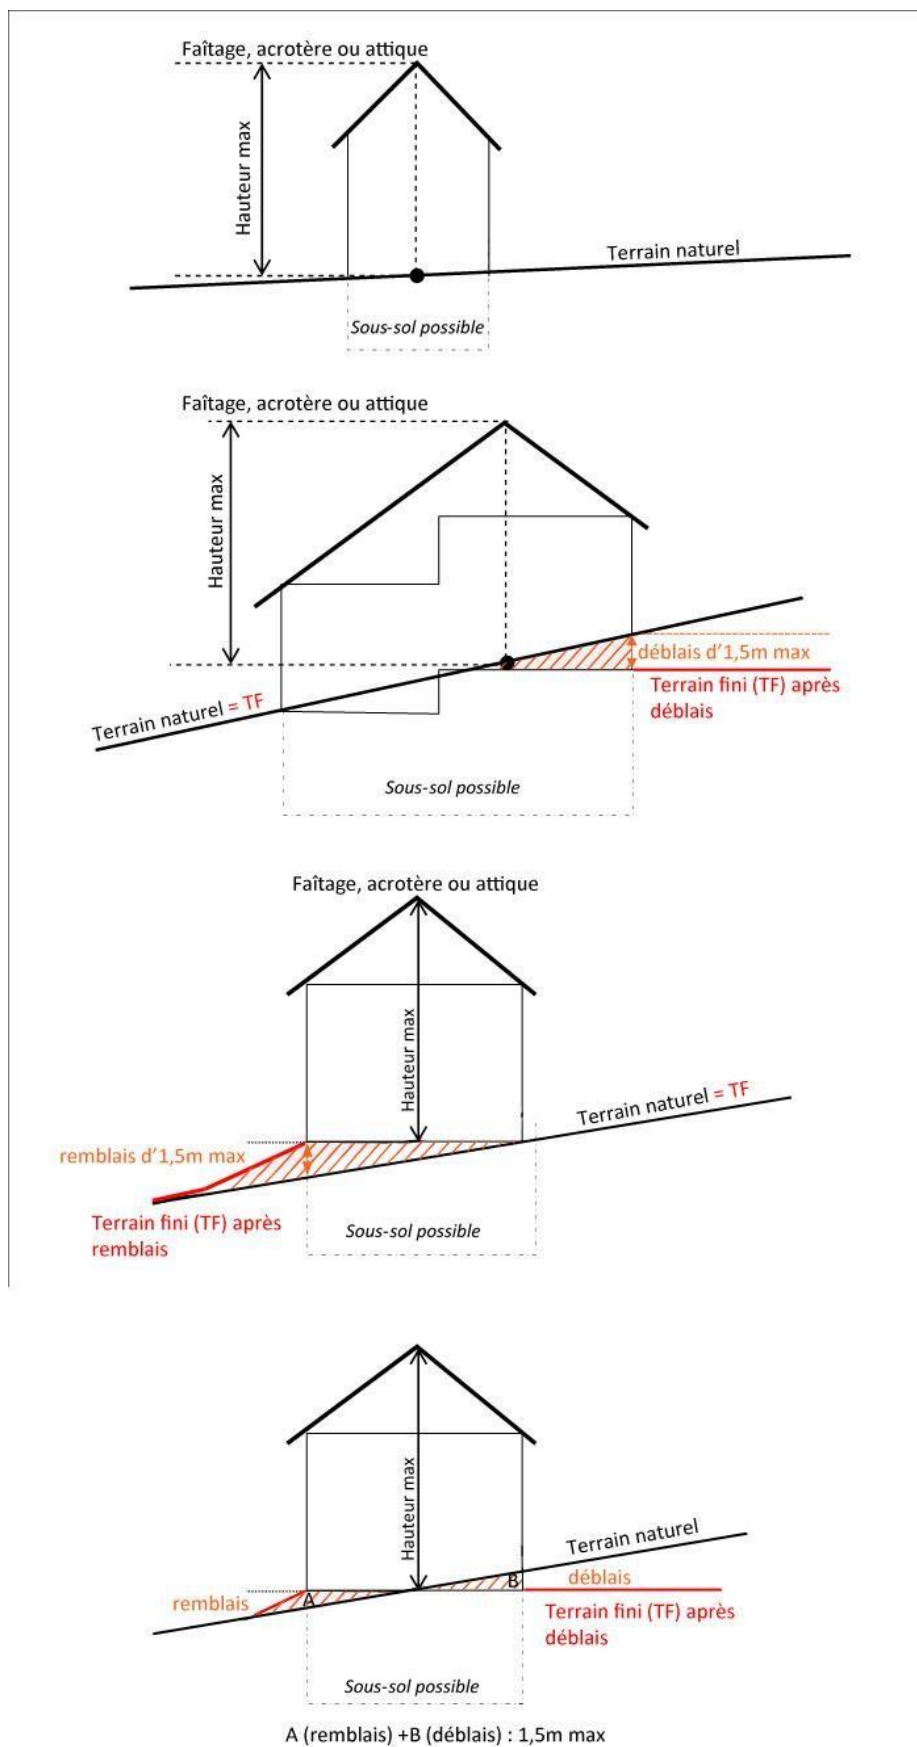 Faîtage, acrotère ou attique
Hauteur max
Terrain naturel
Sous-sol possible
Faîtage, acrotère ou attique
Hauteur max
déblais d'1,5m max
Terrain fini (TF) après
déblais
Terrain naturel = TF
Sous-sol possible
Faîtage, acrotère ou attique
Hauteur max
Terrain naturel = TF
remblais d'1,5m max
Terrain fini (TF) après
remblais
Sous-sol possible
Hauteur max
Terrain naturel
déblais
remblais
A
B
Terrain fini (TF) après
déblais
Sous-sol possible
A (remblais) +B (déblais) : 1,5m max